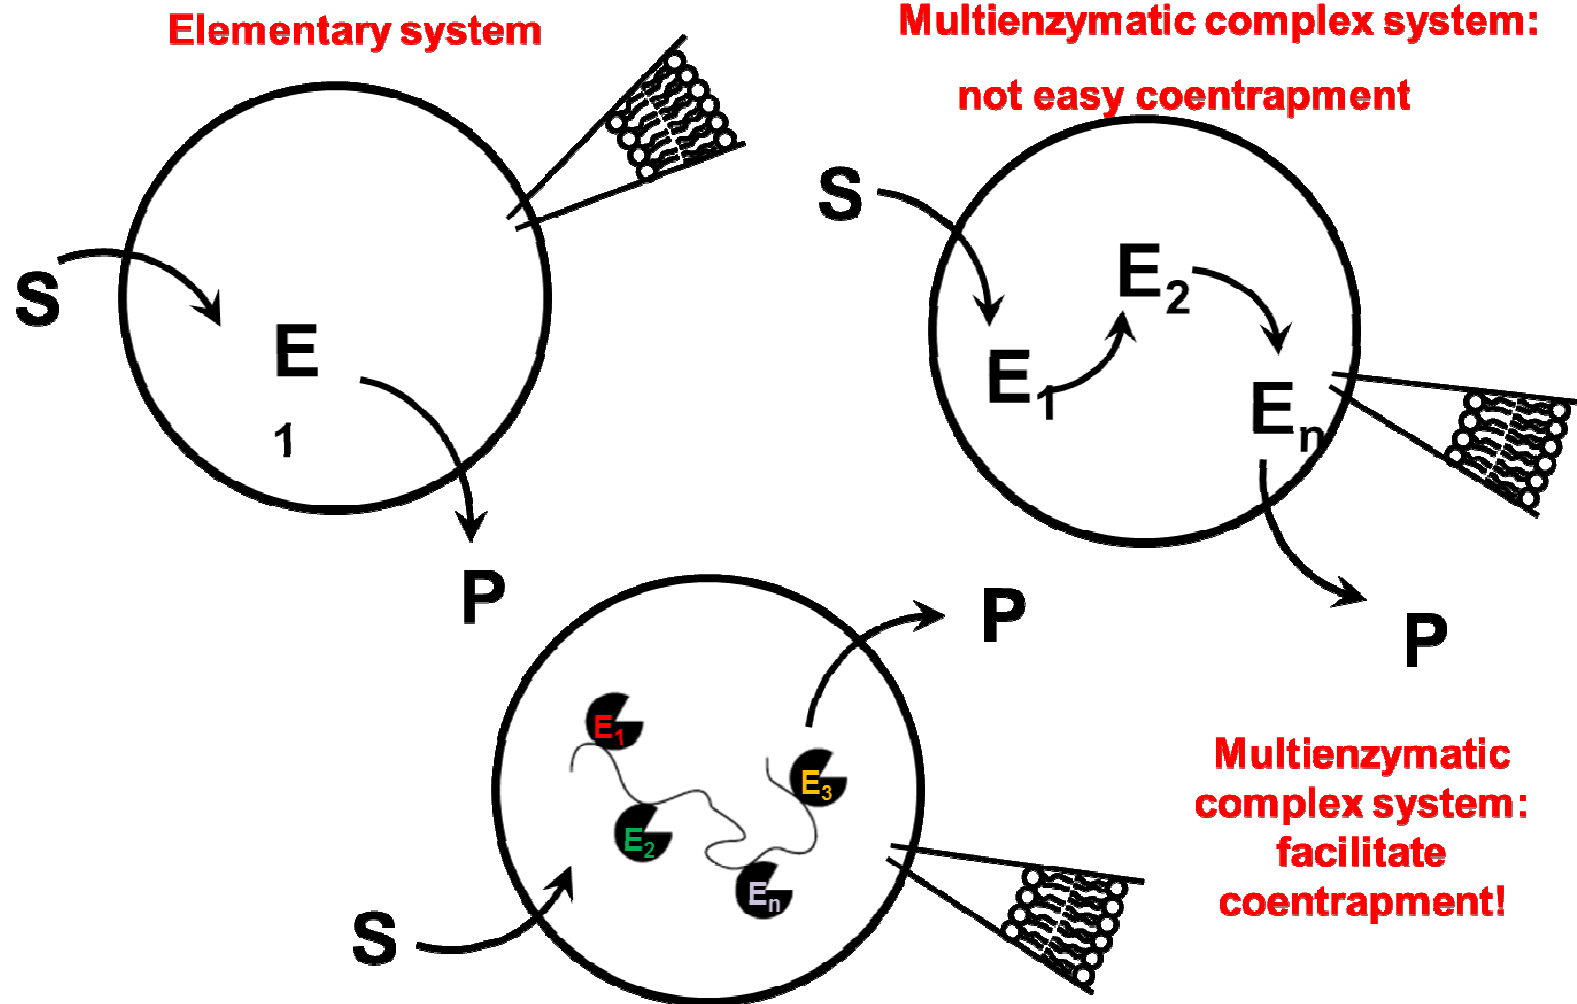 Elementary system
S
E
1
P
Multienzymatic complex system:
not easy coentrapment
S
E₁
E₂
Eₙ
P
E₁
E₂
Eₙ
E₃
S
P
Multienzymatic
complex system:
facilitate
coentrapment!